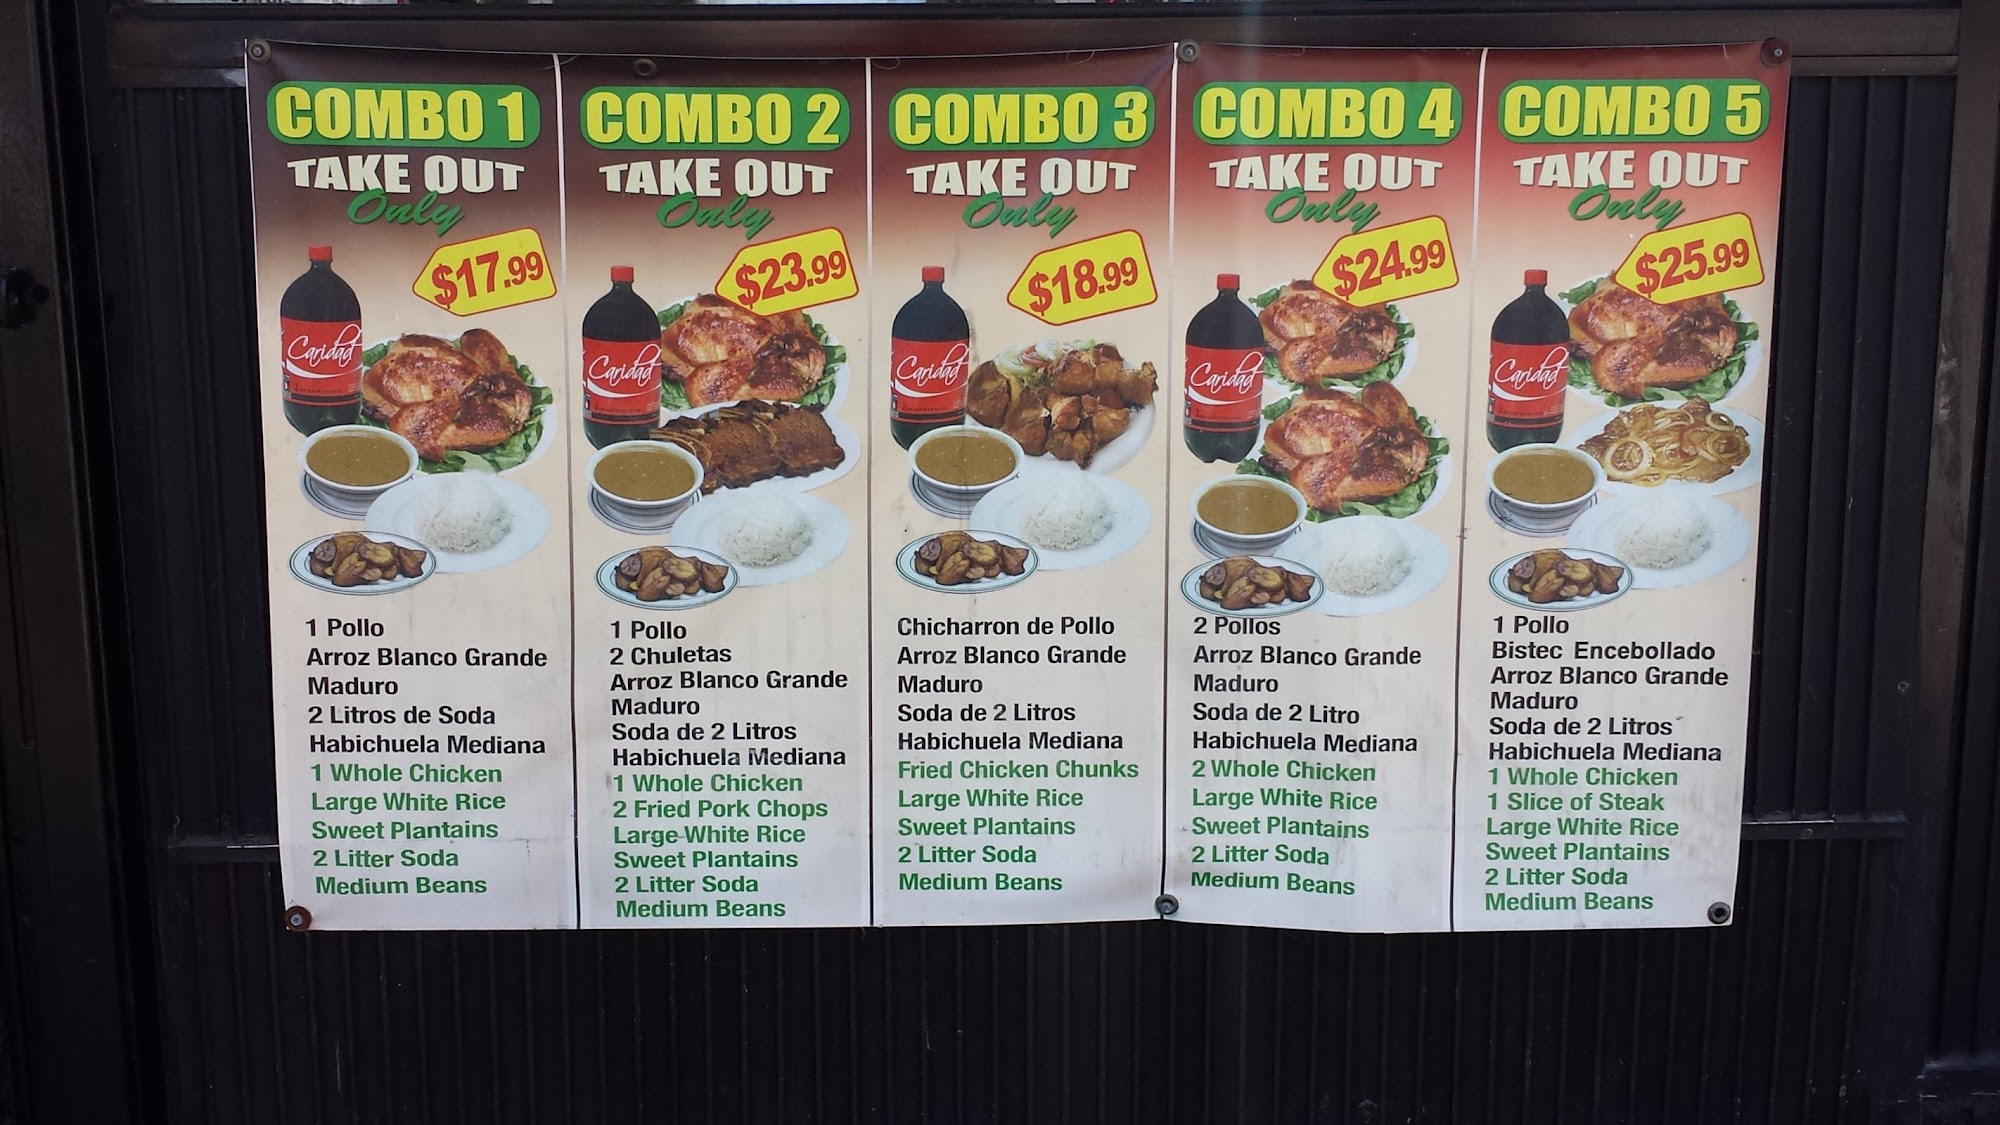 COMBO 1
TAKE OUT
Only
$17.99
Caridad
1 Pollo
Arroz Blanco Grande
Maduro
2 Litros de Soda
Habichuela Mediana
1 Whole Chicken
Large White Rice
Sweet Plantains
2 Litter Soda
Medium Beans
COMBO 2
TAKE OUT
Only
$23.99
Caridad
1 Pollo
2 Chuletas
Arroz Blanco Grande
Maduro
Soda de 2 Litros
Habichuela Mediana
1 Whole Chicken
2 Fried Pork Chops
Large White Rice
Sweet Plantains
2 Litter Soda
Medium Beans
COMBO 3
TAKE OUT
Only
$18.99
Caridad
Chicharron de Pollo
Arroz Blanco Grande
Maduro
Soda de 2 Litros
Habichuela Mediana
Fried Chicken Chunks
Large White Rice
Sweet Plantains
2 Litter Soda
Medium Beans
COMBO 4
TAKE OUT
Only
$24.99
Caridad
2 Pollos
Arroz Blanco Grande
Maduro
Soda de 2 Litro
Habichuela Mediana
2 Whole Chicken
Large White Rice
Sweet Plantains
2 Litter Soda
Medium Beans
COMBO 5
TAKE OUT
Only
$25.99
Caridad
1 Pollo
Bistec Encebollado
Arroz Blanco Grande
Maduro
Soda de 2 Litros
Habichuela Mediana
1 Whole Chicken
1 Slice of Steak
Large White Rice
Sweet Plantains
2 Litter Soda
Medium Beans